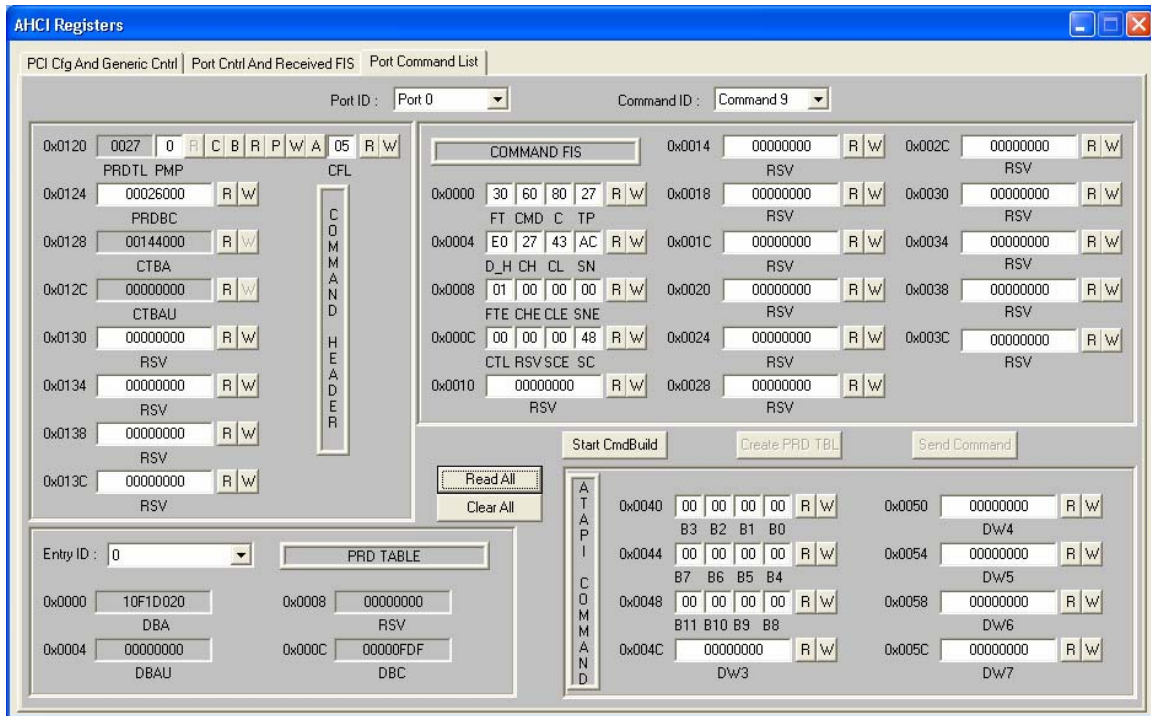 AHCI Registers
PCI Cfg And Generic Cntrl Port Cntrl And Received FIS Port Command List
Port ID : Port 0 Command ID : Command 9
0x0120 0027 0 R C B R P W A 05 R W
PRDTL PMP CFL
0x0124 00026000 R W
PRDBC
0x0128 00144000 R W
CTBA
0x012C 00000000 R W
CTBAU
0x0130 00000000 R W
RSV
0x0134 00000000 R W
RSV
0x0138 00000000 R W
RSV
0x013C 00000000 R W
RSV
COMMAND HEADER
COMMAND FIS
0x0000 30 60 80 27 R W
FT CMD C TP
0x0004 E0 27 43 AC R W
D_H CH CL SN
0x0008 01 00 00 00 R W
FTE CHE CLE SNE
0x000C 00 00 00 48 R W
CTL RSV SCE SC
0x0010 00000000 R W
RSV
0x0014 00000000 R W
RSV
0x0018 00000000 R W
RSV
0x001C 00000000 R W
RSV
0x0020 00000000 R W
RSV
0x0024 00000000 R W
RSV
0x0028 00000000 R W
RSV
0x002C 00000000 R W
RSV
0x0030 00000000 R W
RSV
0x0034 00000000 R W
RSV
0x0038 00000000 R W
RSV
0x003C 00000000 R W
RSV
Start CmdBuild Create PRD TBL Send Command
Read All
Clear All
Entry ID : 0 PRD TABLE
0x0000 10F1D020 0x0008 00000000
DBA RSV
0x0004 00000000 0x000C 00000FDF
DBAU DBC
ATAPI COMMAND
0x0040 00 00 00 00 R W 0x0050 00000000 R W
B3 B2 B1 B0 DW4
0x0044 00 00 00 00 R W 0x0054 00000000 R W
B7 B6 B5 B4 DW5
0x0048 00 00 00 00 R W 0x0058 00000000 R W
B11 B10 B9 B8 DW6
0x004C 00000000 R W 0x005C 00000000 R W
DW3 DW7